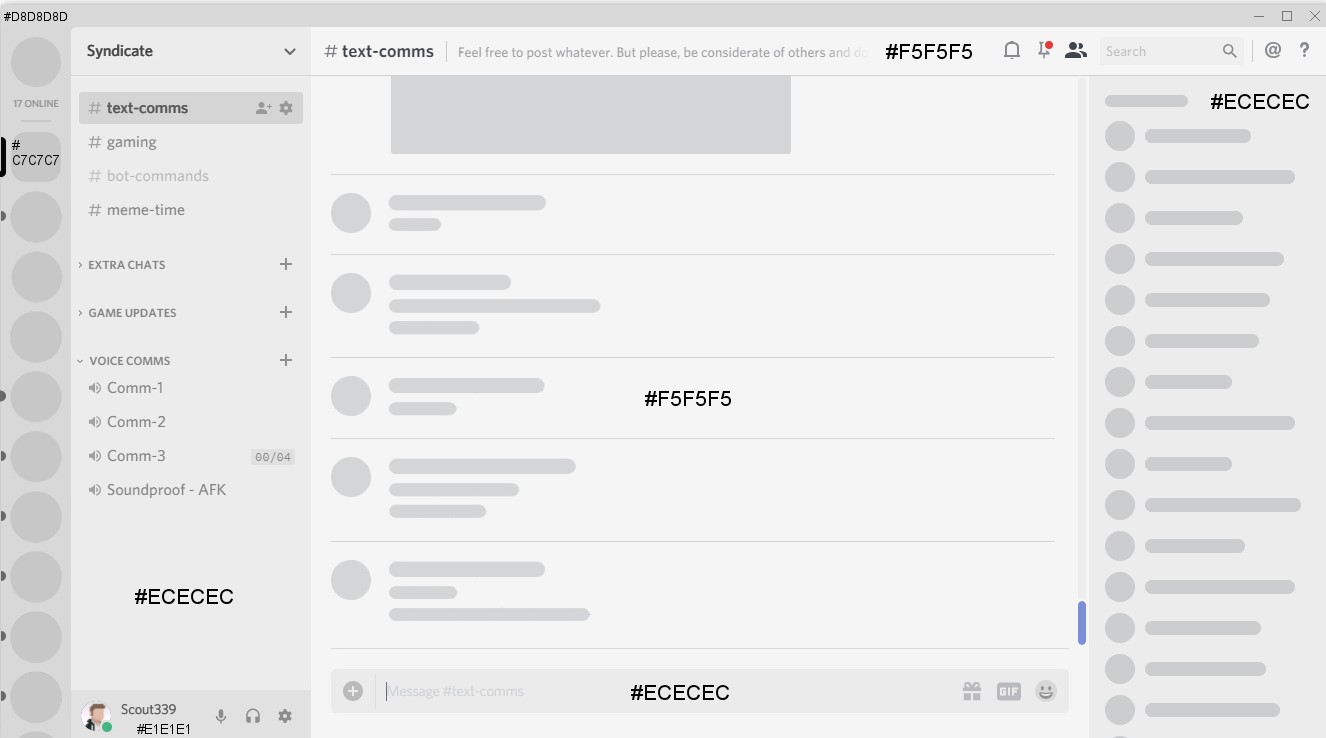 #D8D8D8D
Syndicate
# text-comms
Feel free to post whatever. But please, be considerate of others and do
#F5F5F5
Search
@
?
17 ONLINE
#
C7C7C7
# text-comms
# gaming
# bot-commands
# meme-time
EXTRA CHATS
GAME UPDATES
VOICE COMMS
Comm-1
Comm-2
Comm-3
00/04
Soundproof - AFK
#ECECEC
Scout339
#E1E1E1
#F5F5F5
Message #text-comms
#ECECEC
GIF
#ECECEC